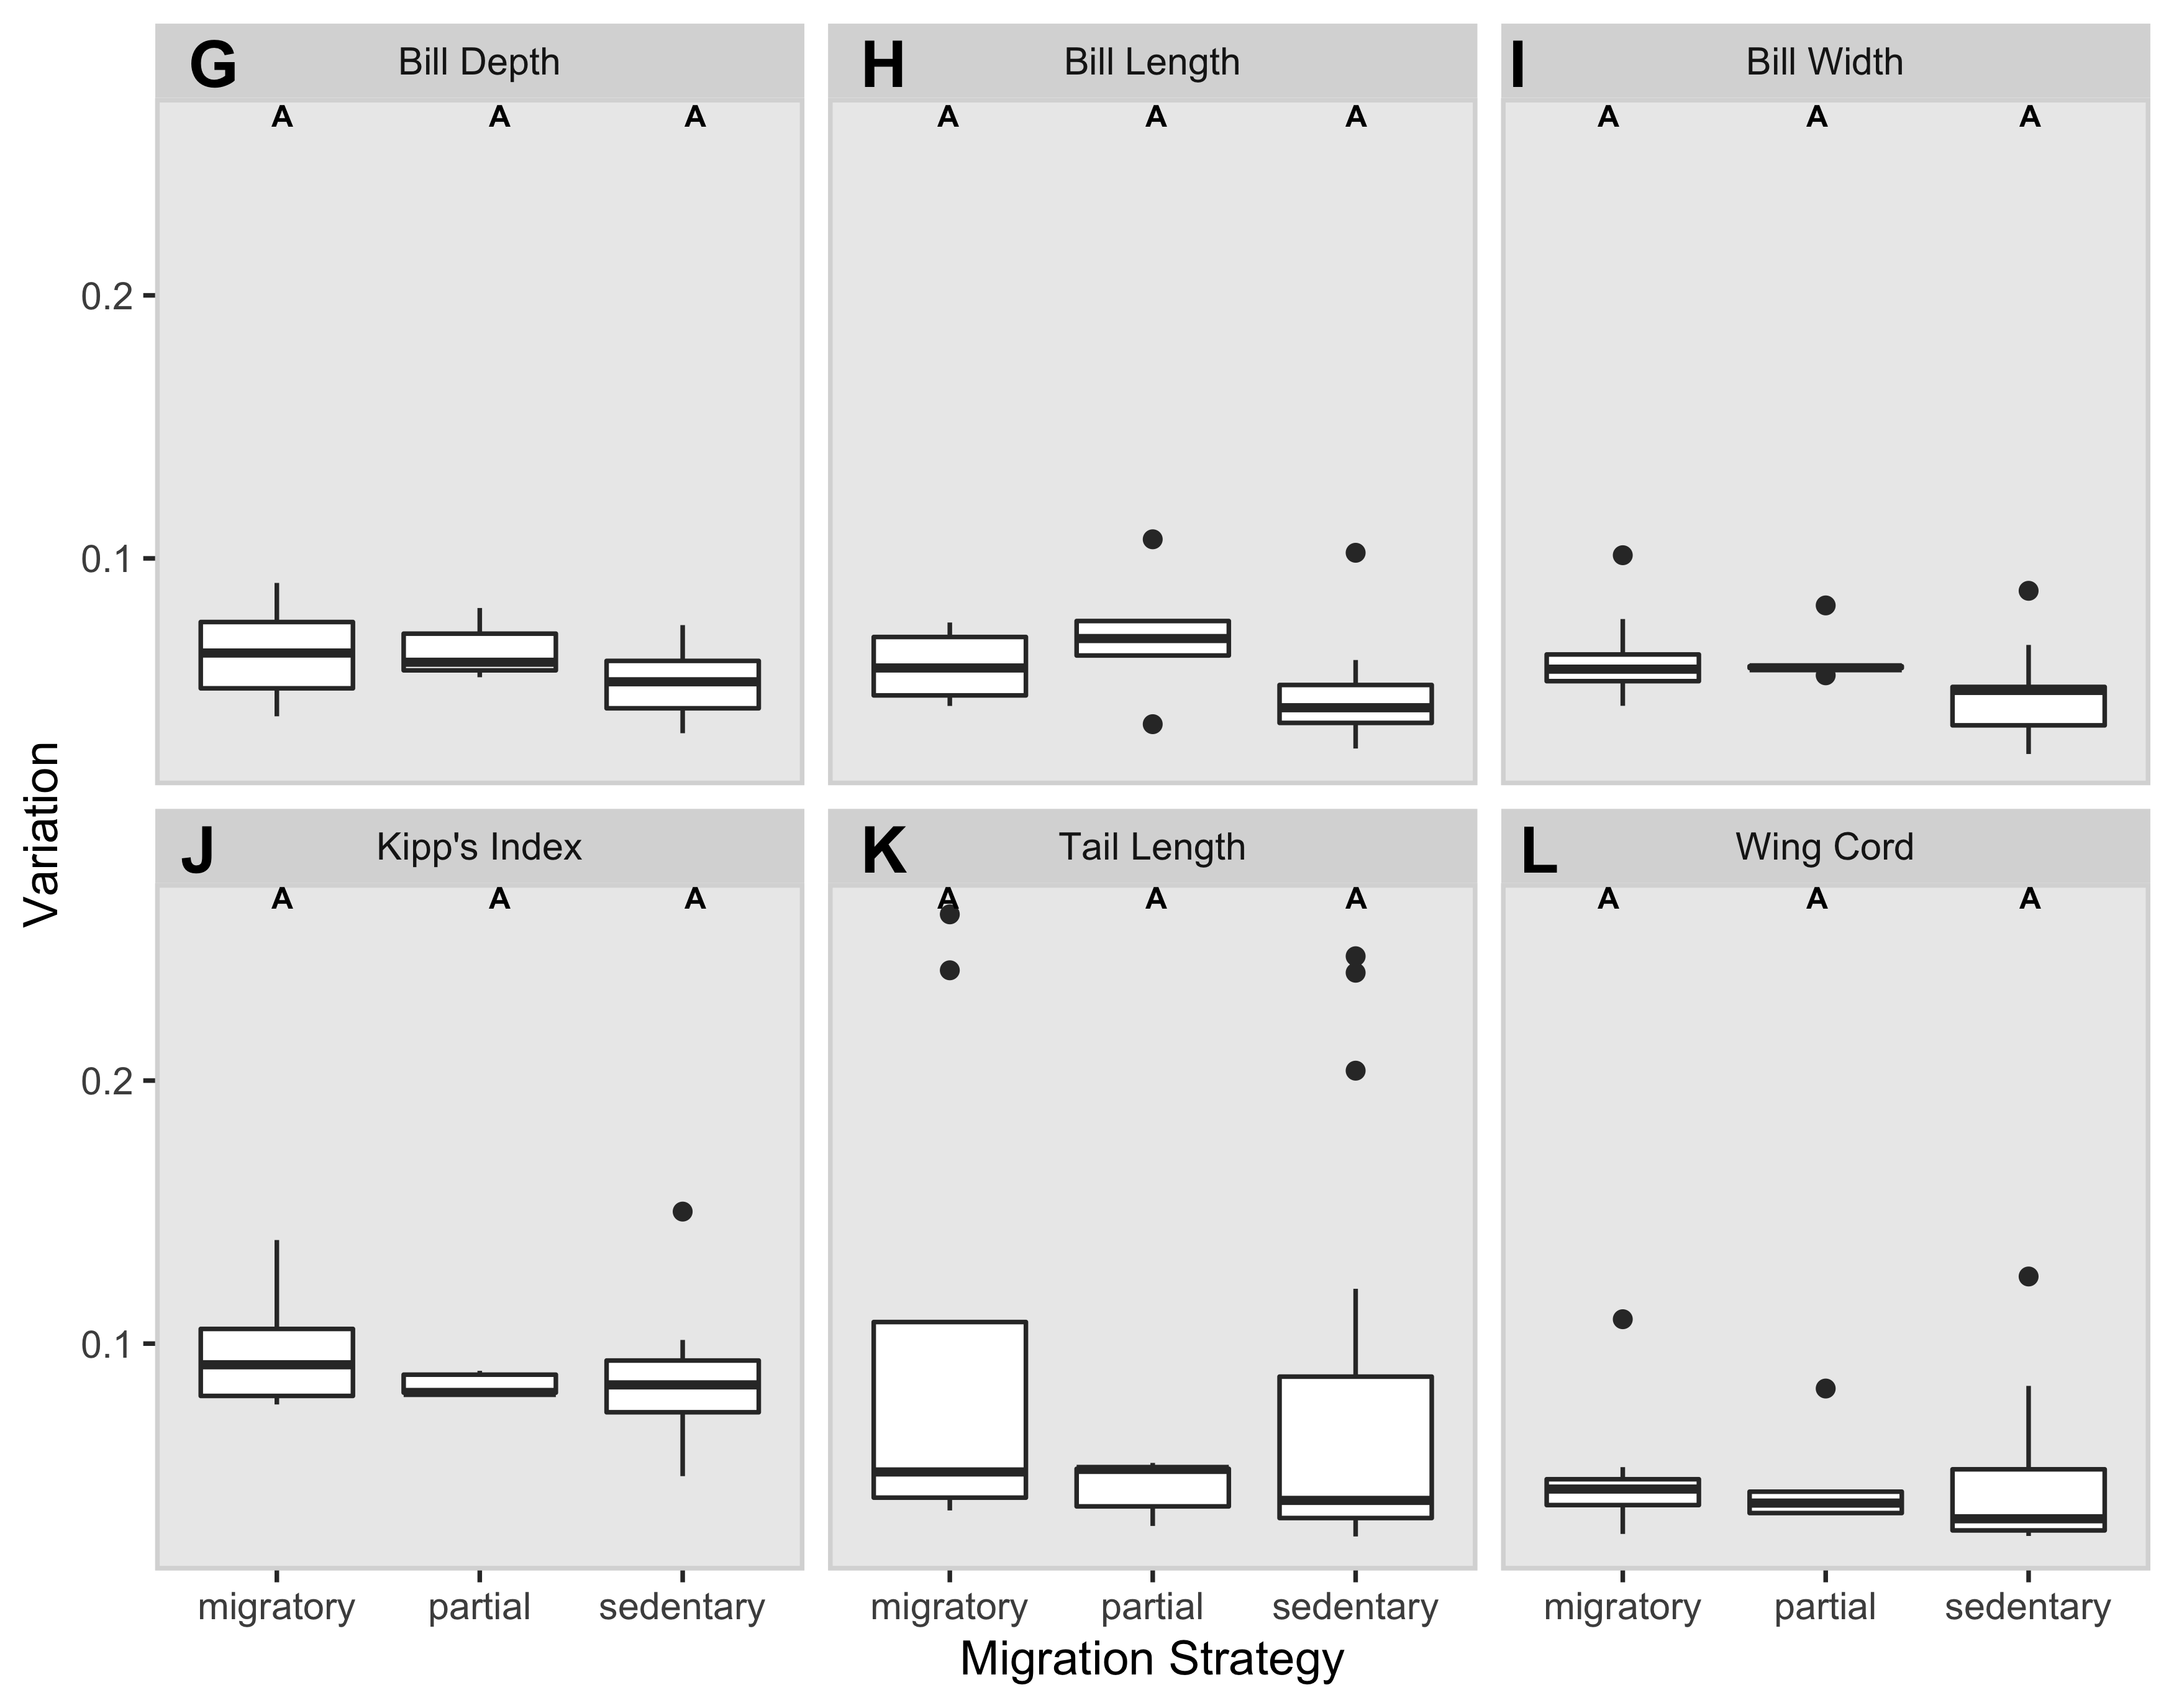 G Bill Depth
H Bill Length
I Bill Width
A A A
A A A
A A A
0.2
0.1
Variation
J Kipp's Index
K Tail Length
L Wing Cord
A A A
A A A
A A A
0.2
0.1
migratory partial sedentary
migratory partial sedentary
migratory partial sedentary
Migration Strategy